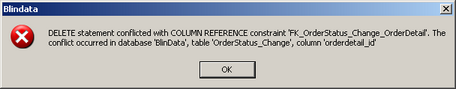 Blindata
DELETE statement conflicted with COLUMN REFERENCE constraint 'FK_OrderStatus_Change_OrderDetail'. The
conflict occurred in database 'BlinData', table 'OrderStatus_Change', column 'orderdetail_id'
OK